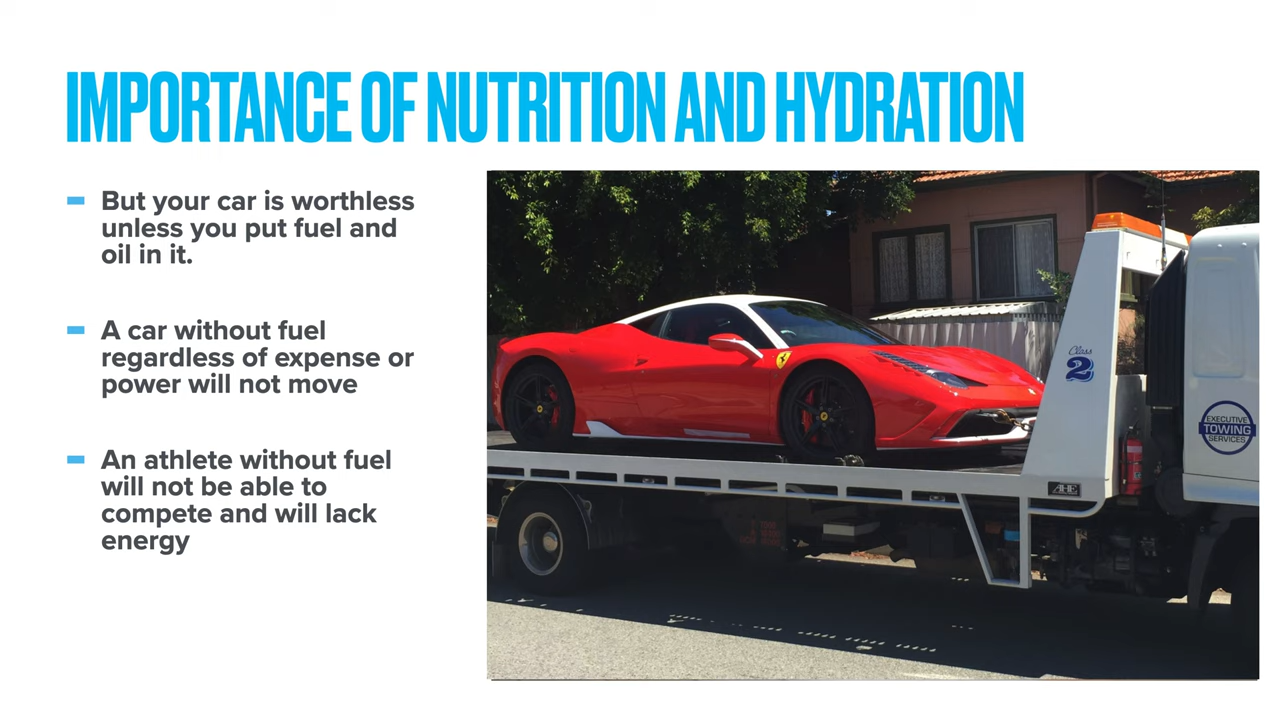 IMPORTANCE OF NUTRITION AND HYDRATION
But your car is worthless
unless you put fuel and
oil in it.
A car without fuel
regardless of expense or
power will not move
An athlete without fuel
will not be able to
compete and will lack
energy
Class
2
EXECUTIVE
TOWING
SERVICES